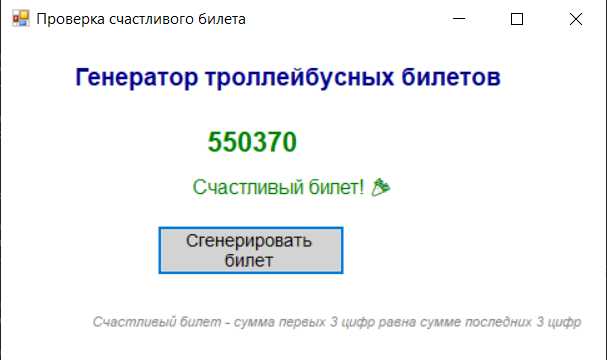 Проверка счастливого билета
Генератор троллейбусных билетов
550370
Счастливый билет! 🎉
Сгенерировать
билет
Счастливый билет - сумма первых 3 цифр равна сумме последних 3 цифр